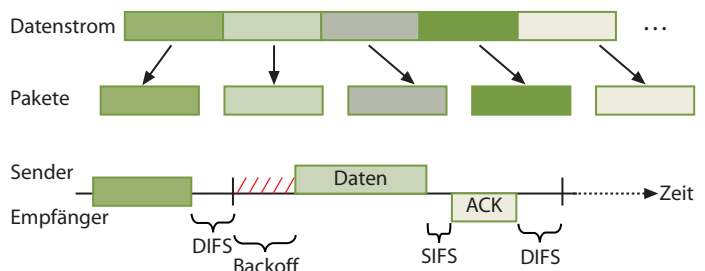 Datenstrom ...
Pakete
Sender
Daten
Zeit
Empfänger
ACK
DIFS
SIFS
DIFS
Backoff